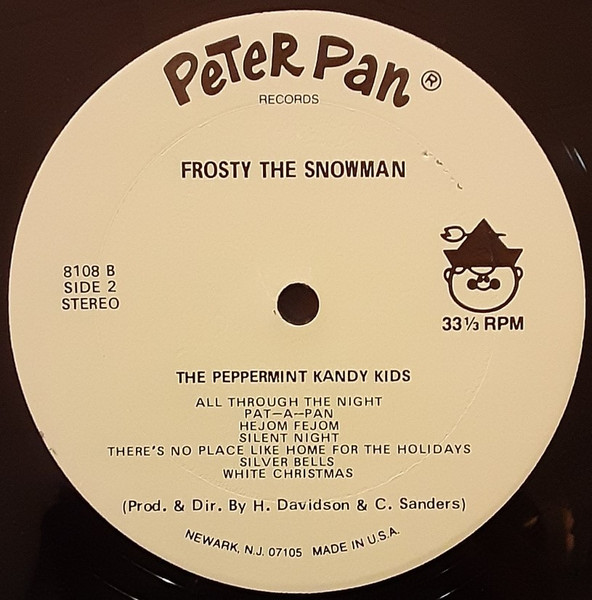 PETER PAN ®
RECORDS
FROSTY THE SNOWMAN
8108 B
SIDE 2
STEREO
33⅓ RPM
THE PEPPERMINT KANDY KIDS
ALL THROUGH THE NIGHT
PAT-A-PAN
HEJOM FEJOM
SILENT NIGHT
THERE'S NO PLACE LIKE HOME FOR THE HOLIDAYS
SILVER BELLS
WHITE CHRISTMAS
(Prod. & Dir. By H. Davidson & C. Sanders)
NEWARK, N.J. 07105 MADE IN U.S.A.